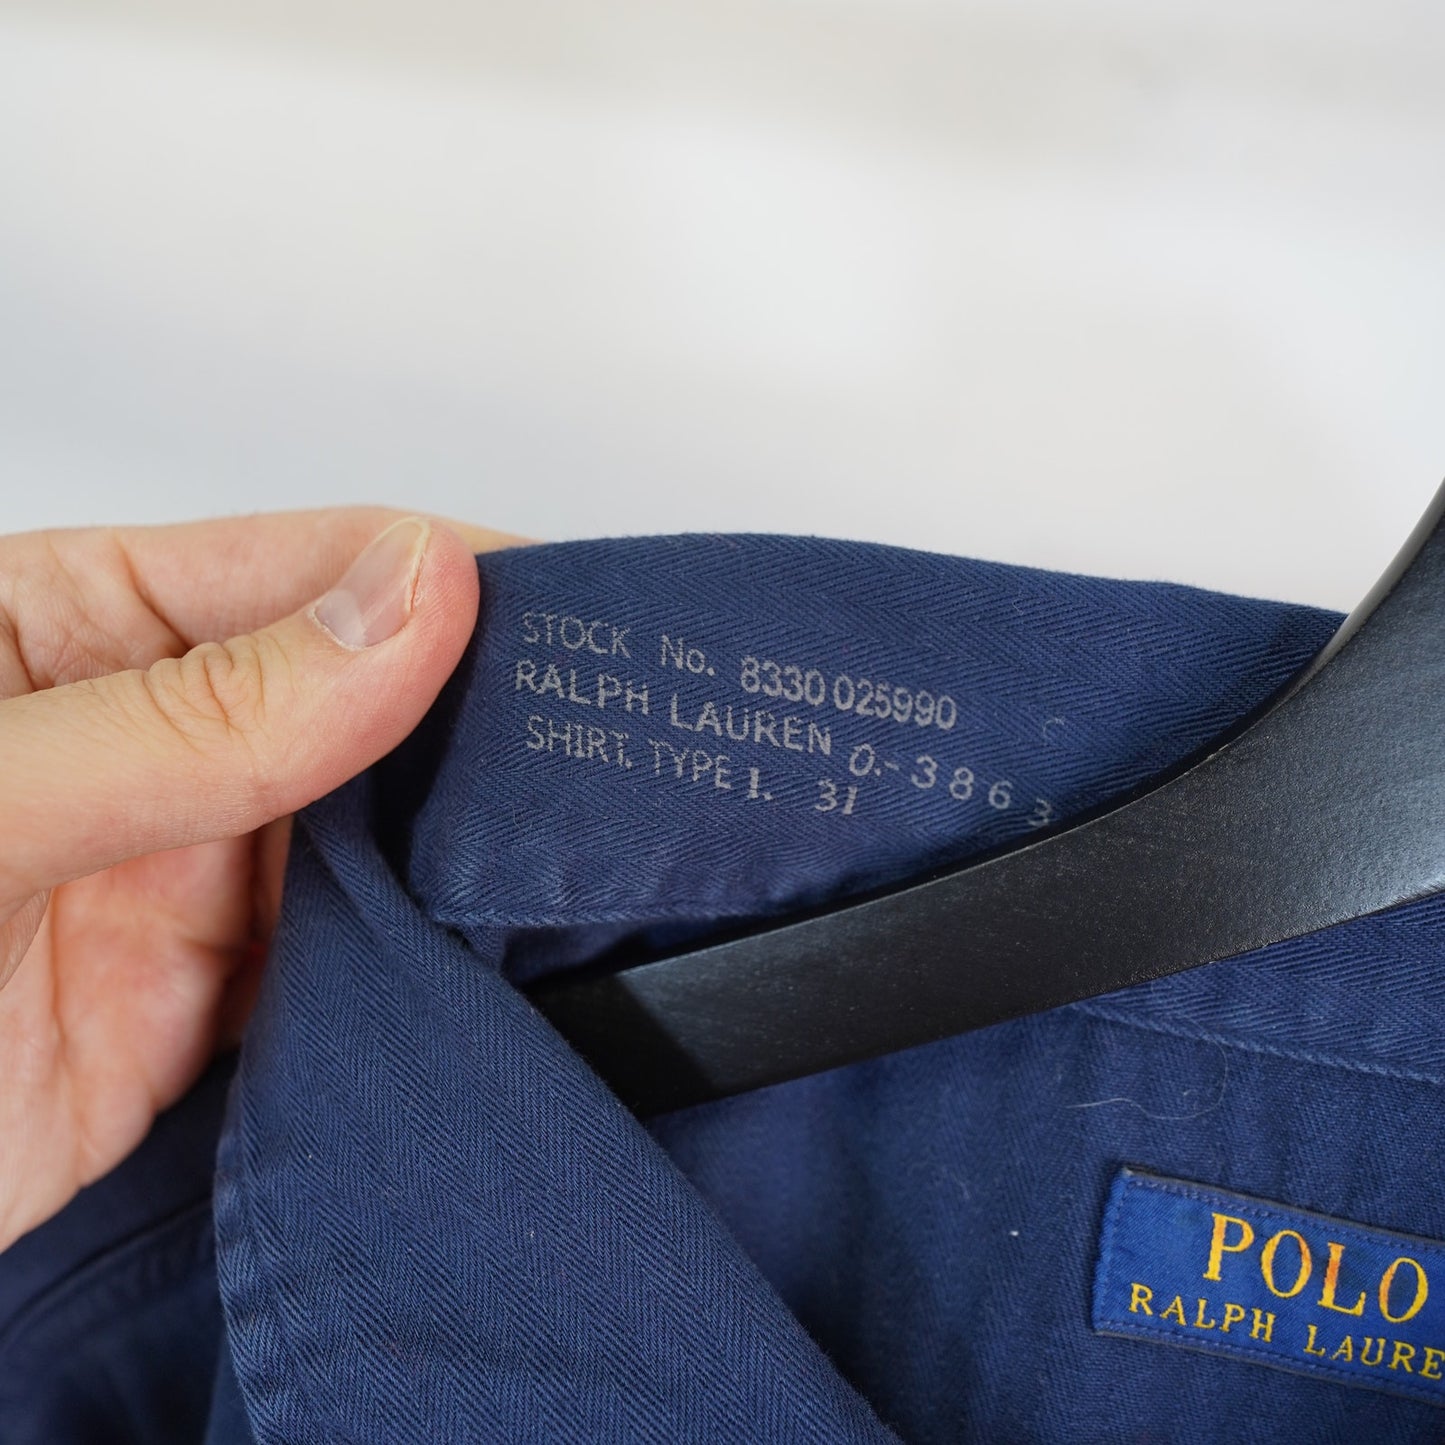 STOCK No. 8330 025990
RALPH LAUREN 0.-3863
SHIRT. TYPE 1. 31
POLO
RALPH LAURE